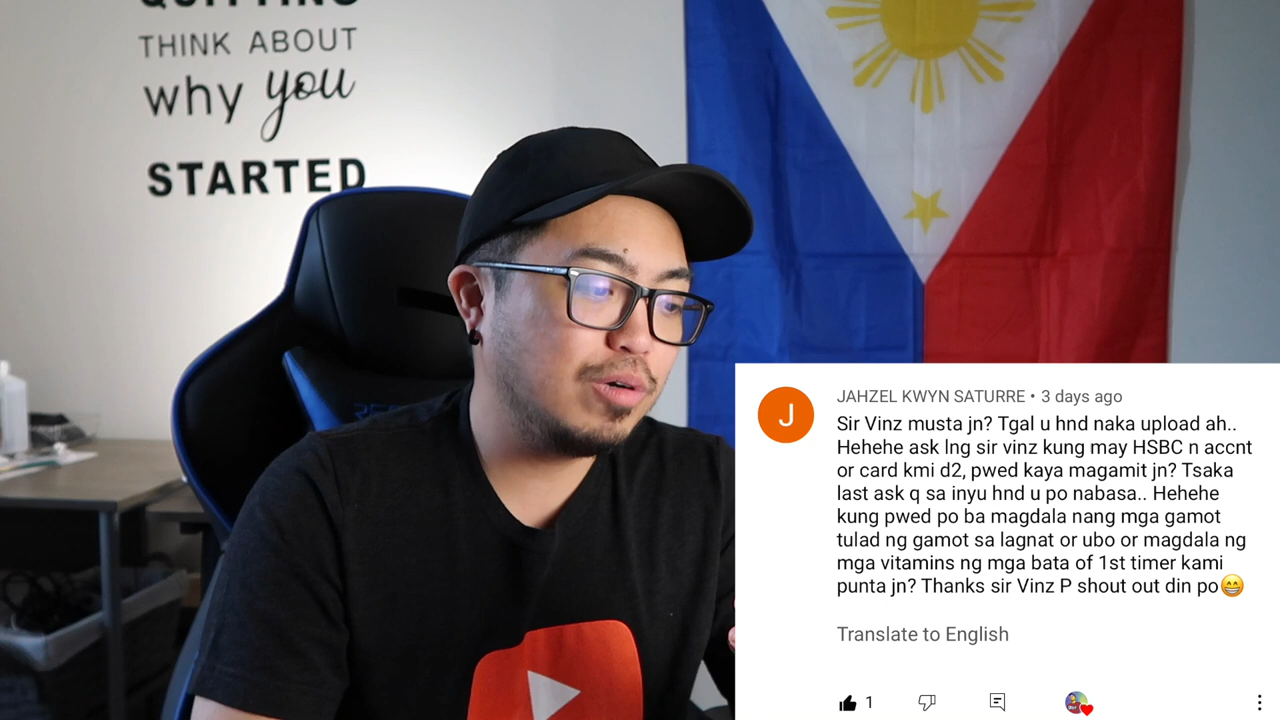 QUITTING
THINK ABOUT
why you
STARTED
JAHZEL KWYN SATURRE • 3 days ago
Sir Vinz musta jn? Tgal u hnd naka upload ah..
Hehehe ask lng sir vinz kung may HSBC n accnt
or card kmi d2, pwed kaya magamit jn? Tsaka
last ask q sa inyu hnd u po nabasa.. Hehehe
kung pwed po ba magdala nang mga gamot
tulad ng gamot sa lagnat or ubo or magdala ng
mga vitamins ng mga bata of 1st timer kami
punta jn? Thanks sir Vinz P shout out din po😁
Translate to English
1